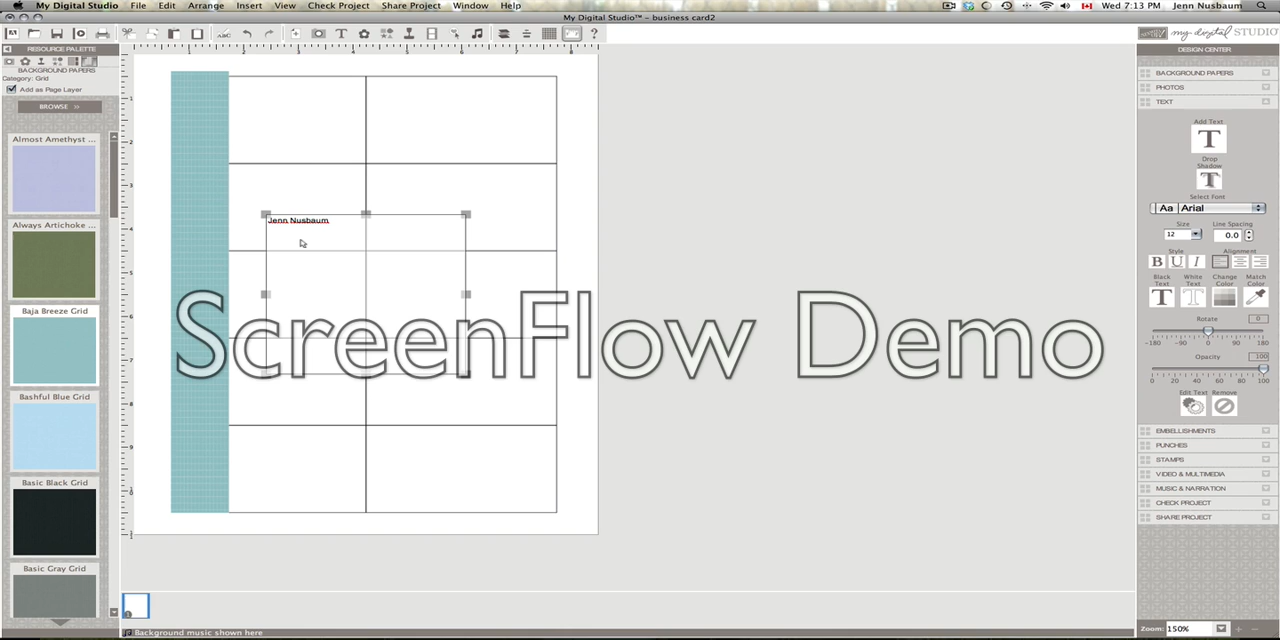 My Digital Studio File Edit Arrange Insert View Check Project Share Project Window Help Wed 7:13 PM Jenn Nusbaum
My Digital Studio™ – business card2
my digital STUDIO
RESOURCE PALETTE
BACKGROUND PAPERS
Category: Grid
Add as Page Layer
BROWSE >>
Almost Amethyst ...
Always Artichoke ...
Baja Breeze Grid
Bashful Blue Grid
Basic Black Grid
Basic Gray Grid
Jenn Nusbaum
ScreenFlow Demo
DESIGN CENTER
BACKGROUND PAPERS
PHOTOS
TEXT
Add Text
Drop Shadow
Select Font
Aa Arial
Size Line Spacing
12 0.0
Style Alignment
B U I
Black Text White Text Change Color Match Color
Rotate 0
-180 -90 0 90 180
Opacity 100
0 20 40 60 80 100
Edit Text Remove
EMBELLISHMENTS
PUNCHES
STAMPS
VIDEO & MULTIMEDIA
MUSIC & NARRATION
CHECK PROJECT
SHARE PROJECT
Background music shown here
Zoom: 150%